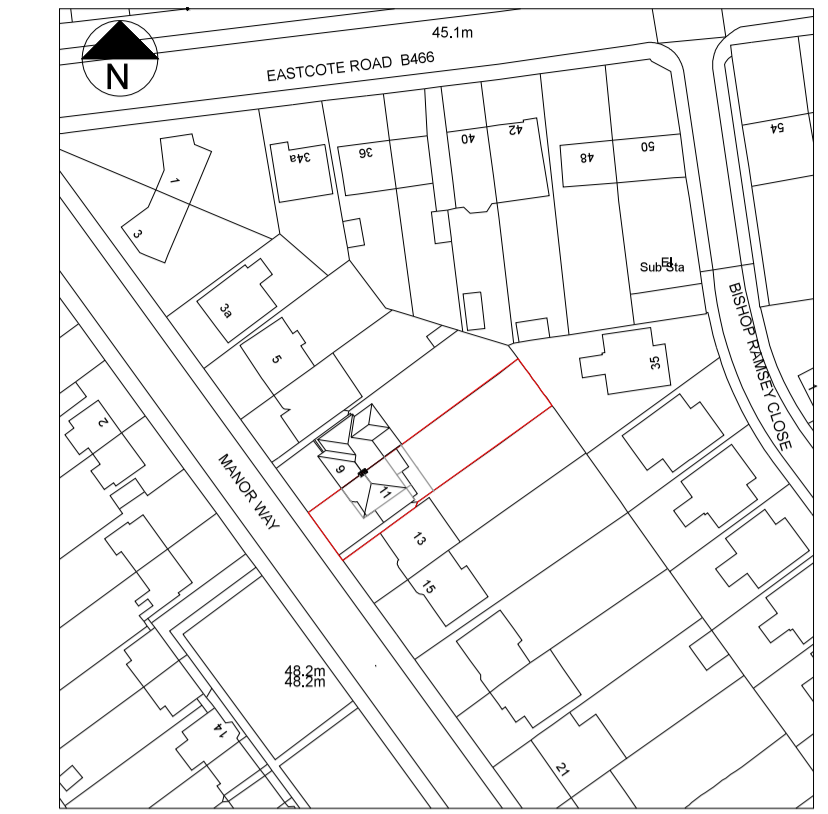 45.1m
N
EASTCOTE ROAD B466
54
42
40
50
48
36
34a
1
3
El
Sub Sta
3a
35
5
BISHOP RAMSEY CLOSE
1
2
9
MANOR WAY
11
13
15
48.2m
48.2m
14
21